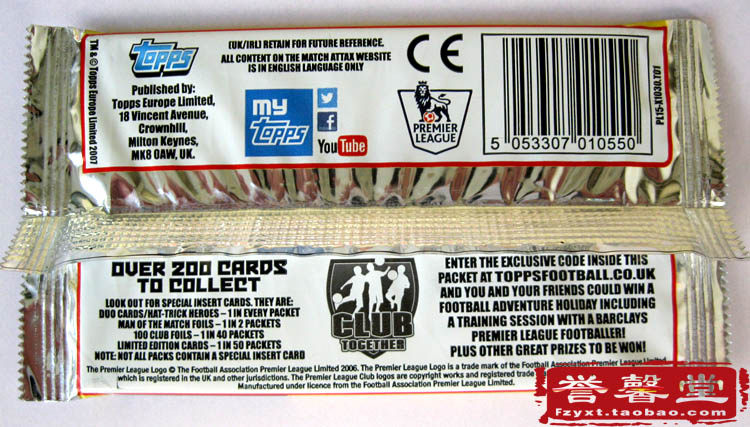 TM & © Topps Europe Limited 2007
Topps
Published by:
Topps Europe Limited,
18 Vincent Avenue,
Crownhill,
Milton Keynes,
MK8 0AW, UK.
(UK/IRL) RETAIN FOR FUTURE REFERENCE.
ALL CONTENT ON THE MATCH ATTAX WEBSITE
IS IN ENGLISH LANGUAGE ONLY
my
Topps
YouTube
CE
PREMIER
LEAGUE
5 053307 010550
PL15-X1030.T01
OVER 200 CARDS
TO COLLECT
LOOK OUT FOR SPECIAL INSERT CARDS. THEY ARE:
DUO CARDS/HAT-TRICK HEROES – 1 IN EVERY PACKET
MAN OF THE MATCH FOILS – 1 IN 2 PACKETS
100 CLUB FOILS – 1 IN 40 PACKETS
LIMITED EDITION CARDS – 1 IN 50 PACKETS
NOTE: NOT ALL PACKS CONTAIN A SPECIAL INSERT CARD
CLUB
TOGETHER
ENTER THE EXCLUSIVE CODE INSIDE THIS
PACKET AT TOPPSFOOTBALL.CO.UK
AND YOU AND YOUR FRIENDS COULD WIN A
FOOTBALL ADVENTURE HOLIDAY INCLUDING
A TRAINING SESSION WITH A BARCLAYS
PREMIER LEAGUE FOOTBALLER!
PLUS OTHER GREAT PRIZES TO BE WON!
The Premier League Logo © The Football Association Premier League Limited 2006. The Premier League Logo is a trade mark of the Football Association
which is registered in the UK and other jurisdictions. The Premier League Club logos are copyright works and registered trade
Manufactured under licence from the Football Association Premier League Limited.
誉馨堂
Fzyxt.taobao.com